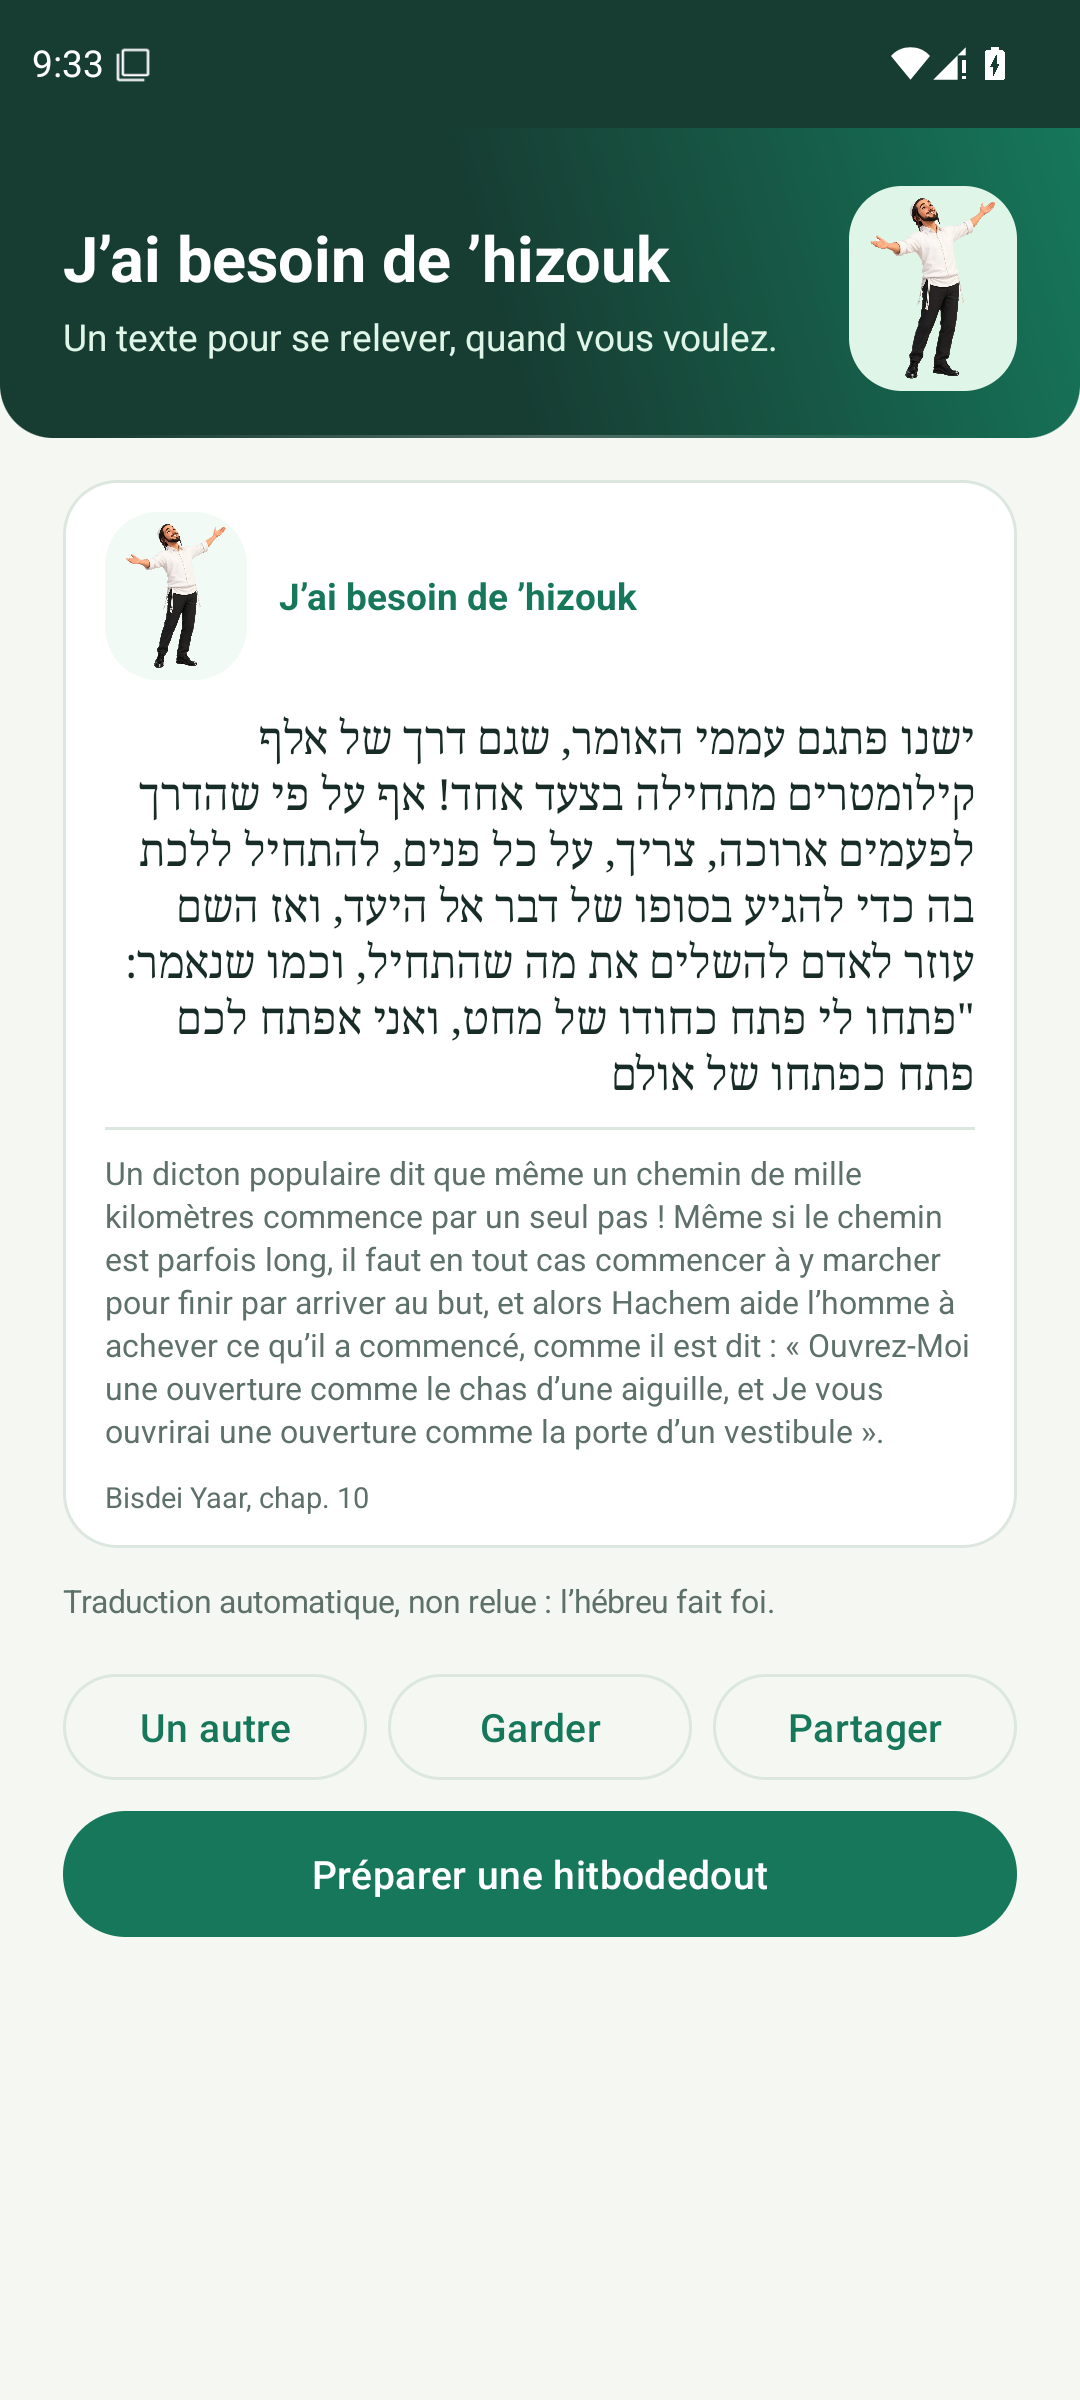 9:33
J’ai besoin de ’hizouk
Un texte pour se relever, quand vous voulez.
J’ai besoin de ’hizouk
ישנו פתגם עממי האומר, שגם דרך של אלף
קילומטרים מתחילה בצעד אחד! אף על פי שהדרך
לפעמים ארוכה, צריך, על כל פנים, להתחיל ללכת
בה כדי להגיע בסופו של דבר אל היעד, ואז השם
עוזר לאדם להשלים את מה שהתחיל, וכמו שנאמר:
"פתחו לי פתח כחודו של מחט, ואני אפתח לכם
פתח כפתחו של אולם
Un dicton populaire dit que même un chemin de mille
kilomètres commence par un seul pas ! Même si le chemin
est parfois long, il faut en tout cas commencer à y marcher
pour finir par arriver au but, et alors Hachem aide l’homme à
achever ce qu’il a commencé, comme il est dit : « Ouvrez-Moi
une ouverture comme le chas d’une aiguille, et Je vous
ouvrirai une ouverture comme la porte d’un vestibule ».
Bisdei Yaar, chap. 10
Traduction automatique, non relue : l’hébreu fait foi.
Un autre
Garder
Partager
Préparer une hitbodedout